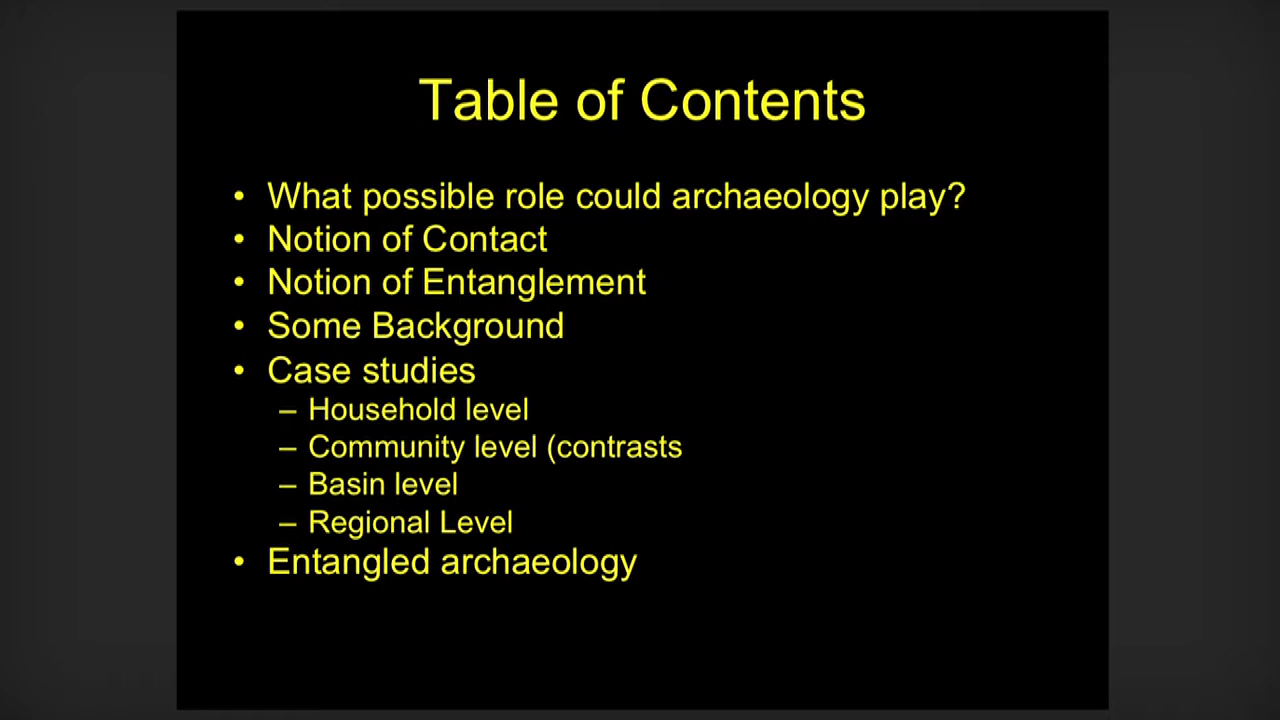 Table of Contents
• What possible role could archaeology play?
• Notion of Contact
• Notion of Entanglement
• Some Background
• Case studies
– Household level
– Community level (contrasts
– Basin level
– Regional Level
• Entangled archaeology